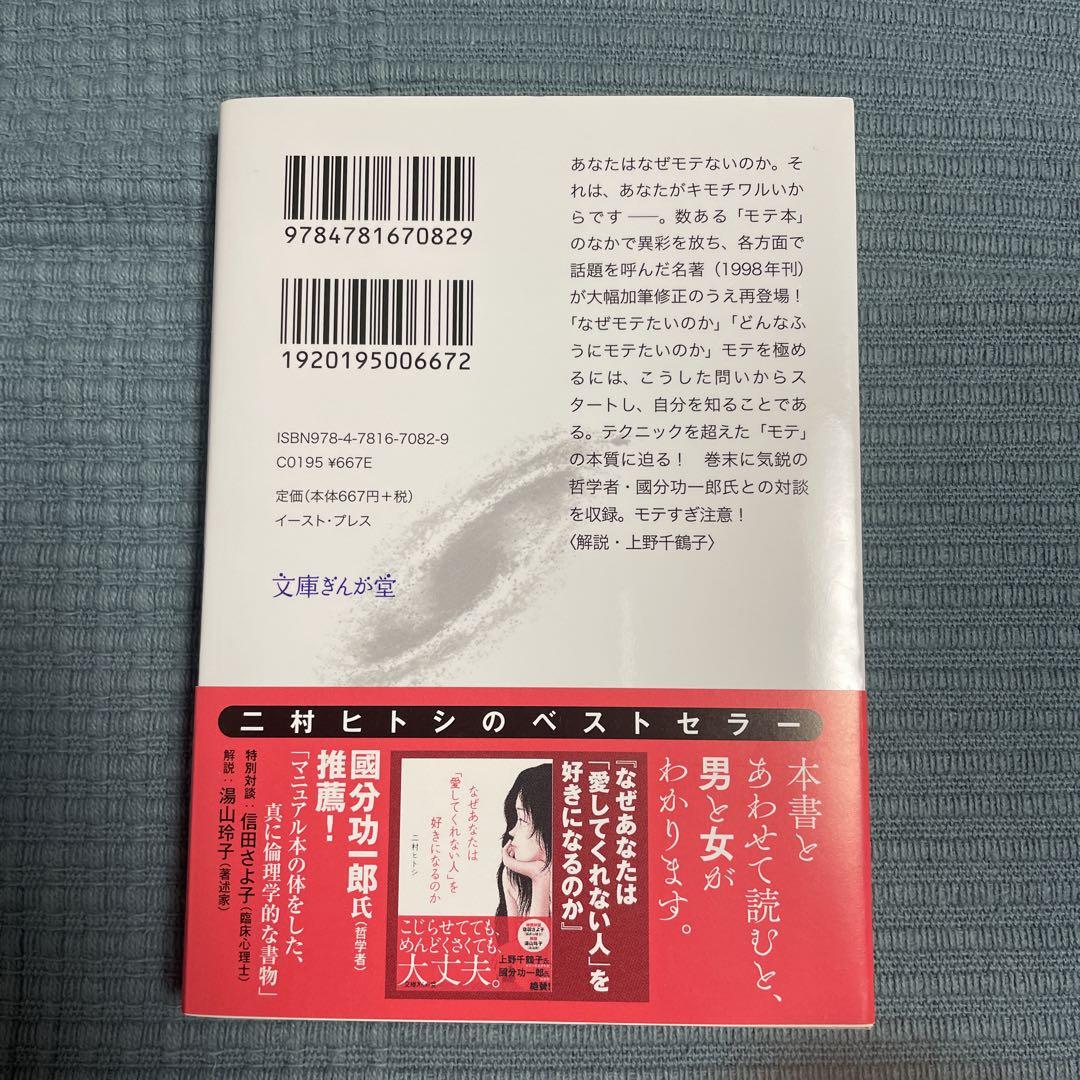 9784781670829
1920195006672
ISBN978-4-7816-7082-9
C0195 ¥667E
定価(本体667円+税)
イースト・プレス
文庫ぎんが堂
あなたはなぜモテないのか。そ
れは、あなたがキモチワルいか
らです――。数ある「モテ本」
のなかで異彩を放ち、各方面で
話題を呼んだ名著(1998年刊)
が大幅加筆修正のうえ再登場!
「なぜモテたいのか」「どんなふ
うにモテたいのか」モテを極め
るには、こうした問いからス
タートし、自分を知ることであ
る。テクニックを超えた「モテ」
の本質に迫る! 巻末に気鋭の
哲学者・國分功一郎氏との対談
を収録。モテすぎ注意!
〈解説・上野千鶴子〉
二村ヒトシのベストセラー
本書と
あわせて読むと、
男と女が
わかります。
『なぜあなたは
「愛してくれない人」を
好きになるのか』
なぜあなたは
「愛してくれない人」を
好きになるのか
二村ヒトシ
こじらせてても、
めんどくさくても、
大丈夫。
信田さよ子
湯山玲子
上野千鶴子氏
國分功一郎氏
絶賛!
文庫ぎんが堂
國分功一郎氏(哲学者)
推薦!
「マニュアル本の体をした、
真に倫理学的な書物」
特別対談:信田さよ子(臨床心理士)
解説:湯山玲子(著述家)